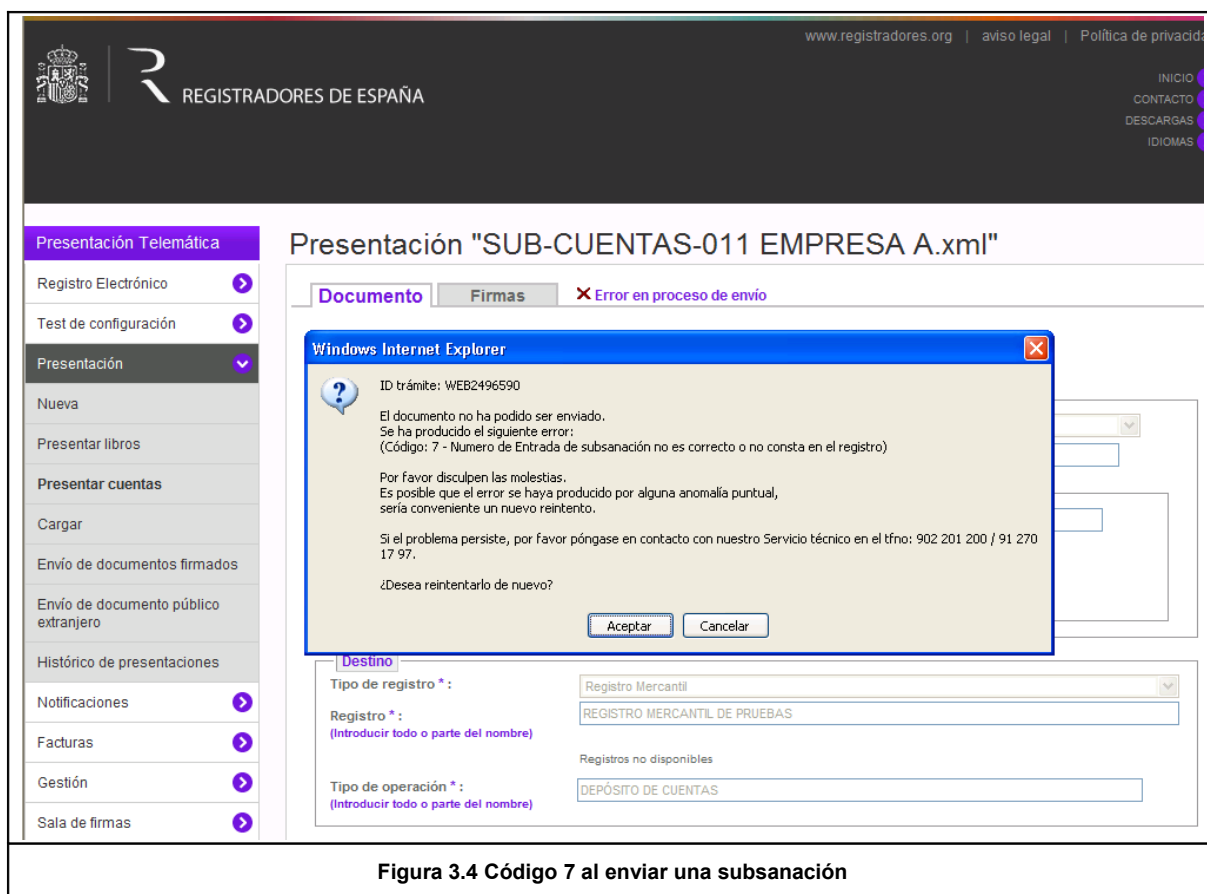 www.registradores.org | aviso legal | Política de privacida
REGISTRADORES DE ESPAÑA
INICIO
CONTACTO
DESCARGAS
IDIOMAS
Presentación Telemática
Registro Electrónico
Test de configuración
Presentación
Nueva
Presentar libros
Presentar cuentas
Cargar
Envío de documentos firmados
Envío de documento público
extranjero
Histórico de presentaciones
Notificaciones
Facturas
Gestión
Sala de firmas
Presentación "SUB-CUENTAS-011 EMPRESA A.xml"
Documento Firmas Error en proceso de envío
Windows Internet Explorer
ID trámite: WEB2496590
El documento no ha podido ser enviado.
Se ha producido el siguiente error:
(Código: 7 - Numero de Entrada de subsanación no es correcto o no consta en el registro)
Por favor disculpen las molestias.
Es posible que el error se haya producido por alguna anomalía puntual,
sería conveniente un nuevo reintento.
Si el problema persiste, por favor póngase en contacto con nuestro Servicio técnico en el tfno: 902 201 200 / 91 270
17 97.
¿Desea reintentarlo de nuevo?
Aceptar Cancelar
Destino
Tipo de registro * : Registro Mercantil
Registro * : REGISTRO MERCANTIL DE PRUEBAS
(Introducir todo o parte del nombre)
Registros no disponibles
Tipo de operación * : DEPÓSITO DE CUENTAS
(Introducir todo o parte del nombre)
Figura 3.4 Código 7 al enviar una subsanación